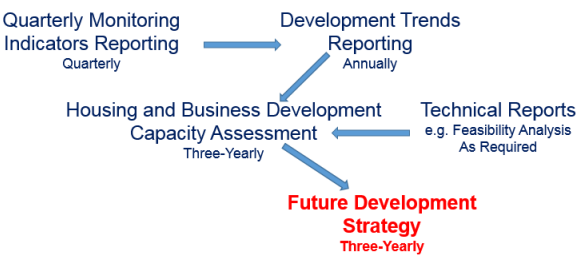 Quarterly Monitoring
Indicators Reporting
Quarterly
Development Trends
Reporting
Annually
Housing and Business Development
Capacity Assessment
Three-Yearly
Technical Reports
e.g. Feasibility Analysis
As Required
Future Development
Strategy
Three-Yearly